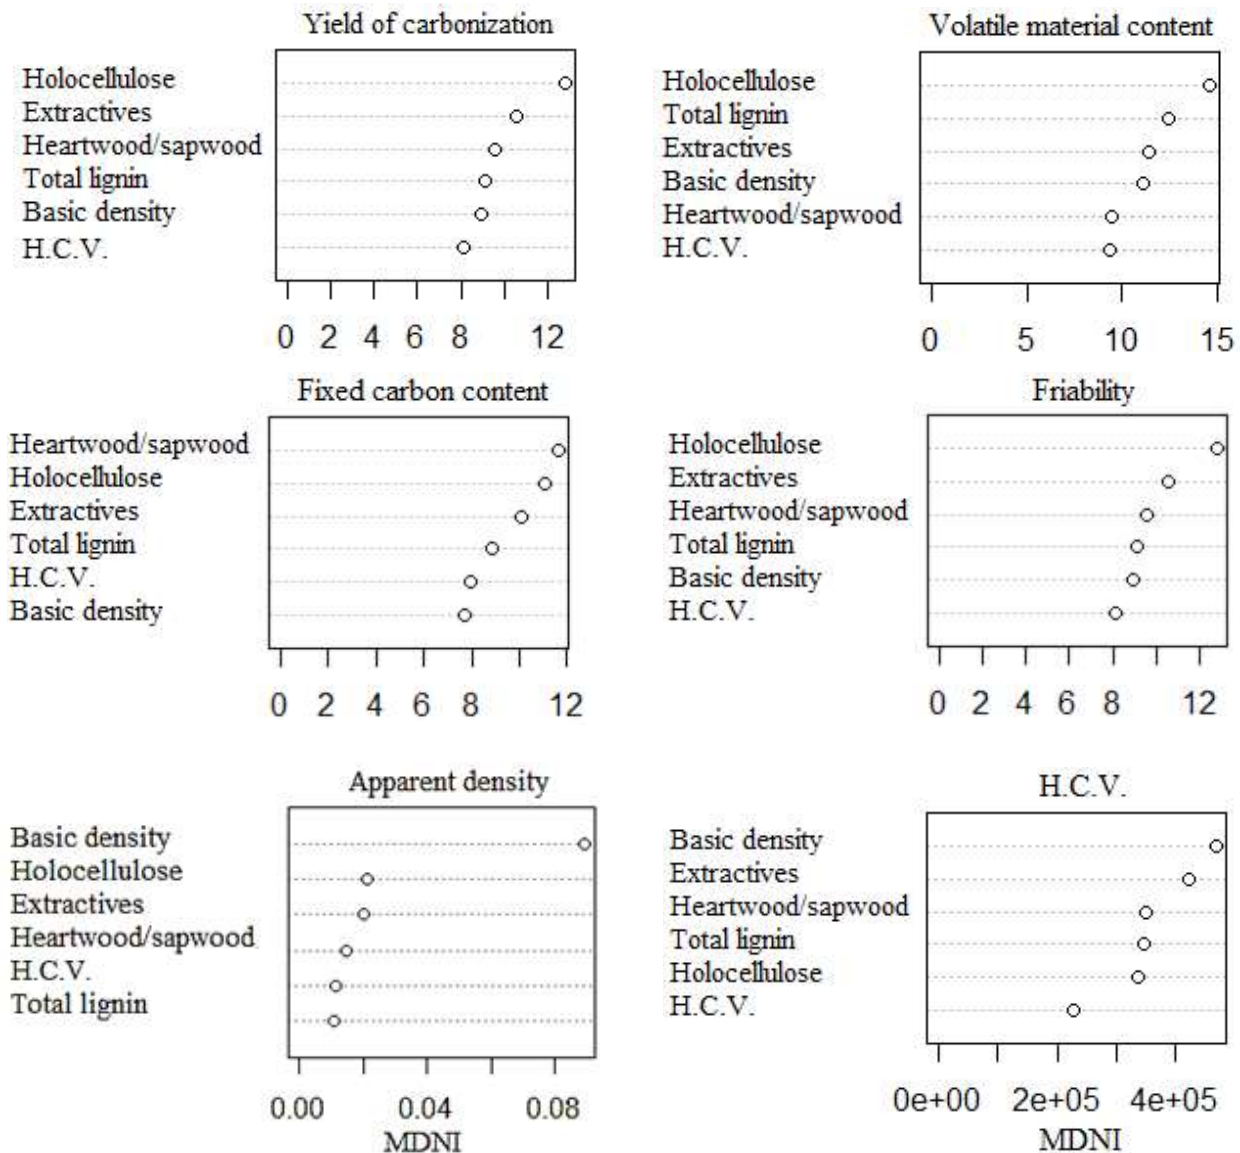 Yield of carbonization
Holocellulose
Extractives
Heartwood/sapwood
Total lignin
Basic density
H.C.V.
0 2 4 6 8 12
Volatile material content
Holocellulose
Total lignin
Extractives
Basic density
Heartwood/sapwood
H.C.V.
0 5 10 15
Fixed carbon content
Heartwood/sapwood
Holocellulose
Extractives
Total lignin
H.C.V.
Basic density
0 2 4 6 8 12
Friability
Holocellulose
Extractives
Heartwood/sapwood
Total lignin
Basic density
H.C.V.
0 2 4 6 8 12
Apparent density
Basic density
Holocellulose
Extractives
Heartwood/sapwood
H.C.V.
Total lignin
0.00 0.04 0.08
MDNI
H.C.V.
Basic density
Extractives
Heartwood/sapwood
Total lignin
Holocellulose
H.C.V.
0e+00 2e+05 4e+05
MDNI